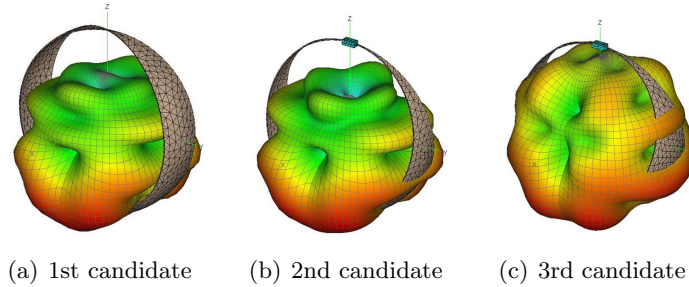 Z
Z
Z
X
Y
X
Y
X
(a) 1st candidate
(b) 2nd candidate
(c) 3rd candidate